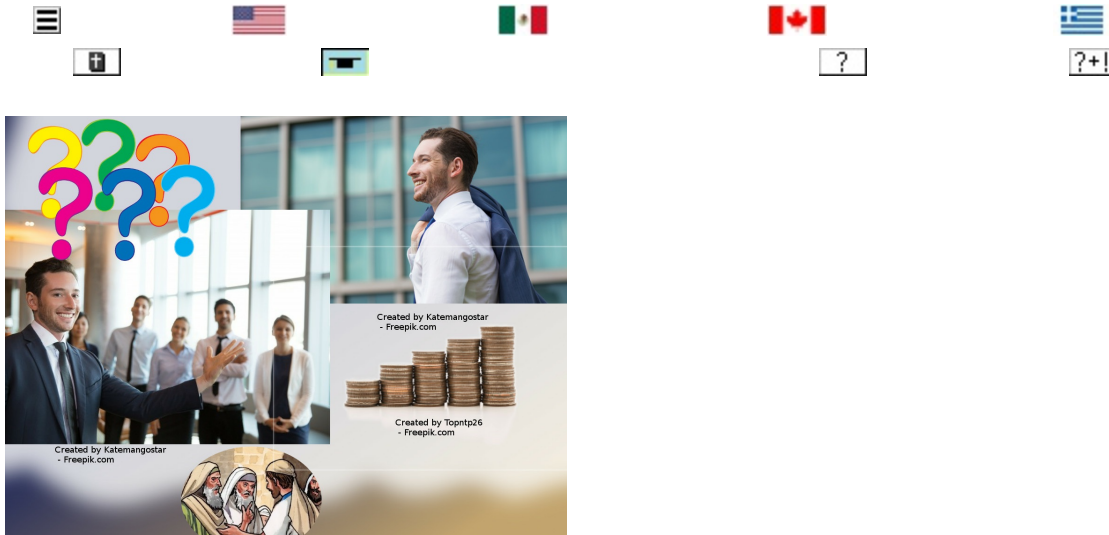 ?
?+!
? ? ?
? ? ?
Created by Katemangostar
- Freepik.com
Created by Topntp26
- Freepik.com
Created by Katemangostar
- Freepik.com